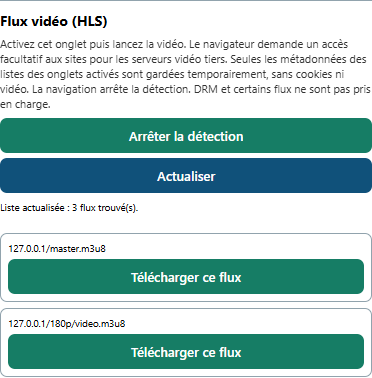 Flux vidéo (HLS)
Activez cet onglet puis lancez la vidéo. Le navigateur demande un accès
facultatif aux sites pour les serveurs vidéo tiers. Seules les métadonnées des
listes des onglets activés sont gardées temporairement, sans cookies ni
vidéo. La navigation arrête la détection. DRM et certains flux ne sont pas pris
en charge.
Arrêter la détection
Actualiser
Liste actualisée : 3 flux trouvé(s).
127.0.0.1/master.m3u8
Télécharger ce flux
127.0.0.1/180p/video.m3u8
Télécharger ce flux